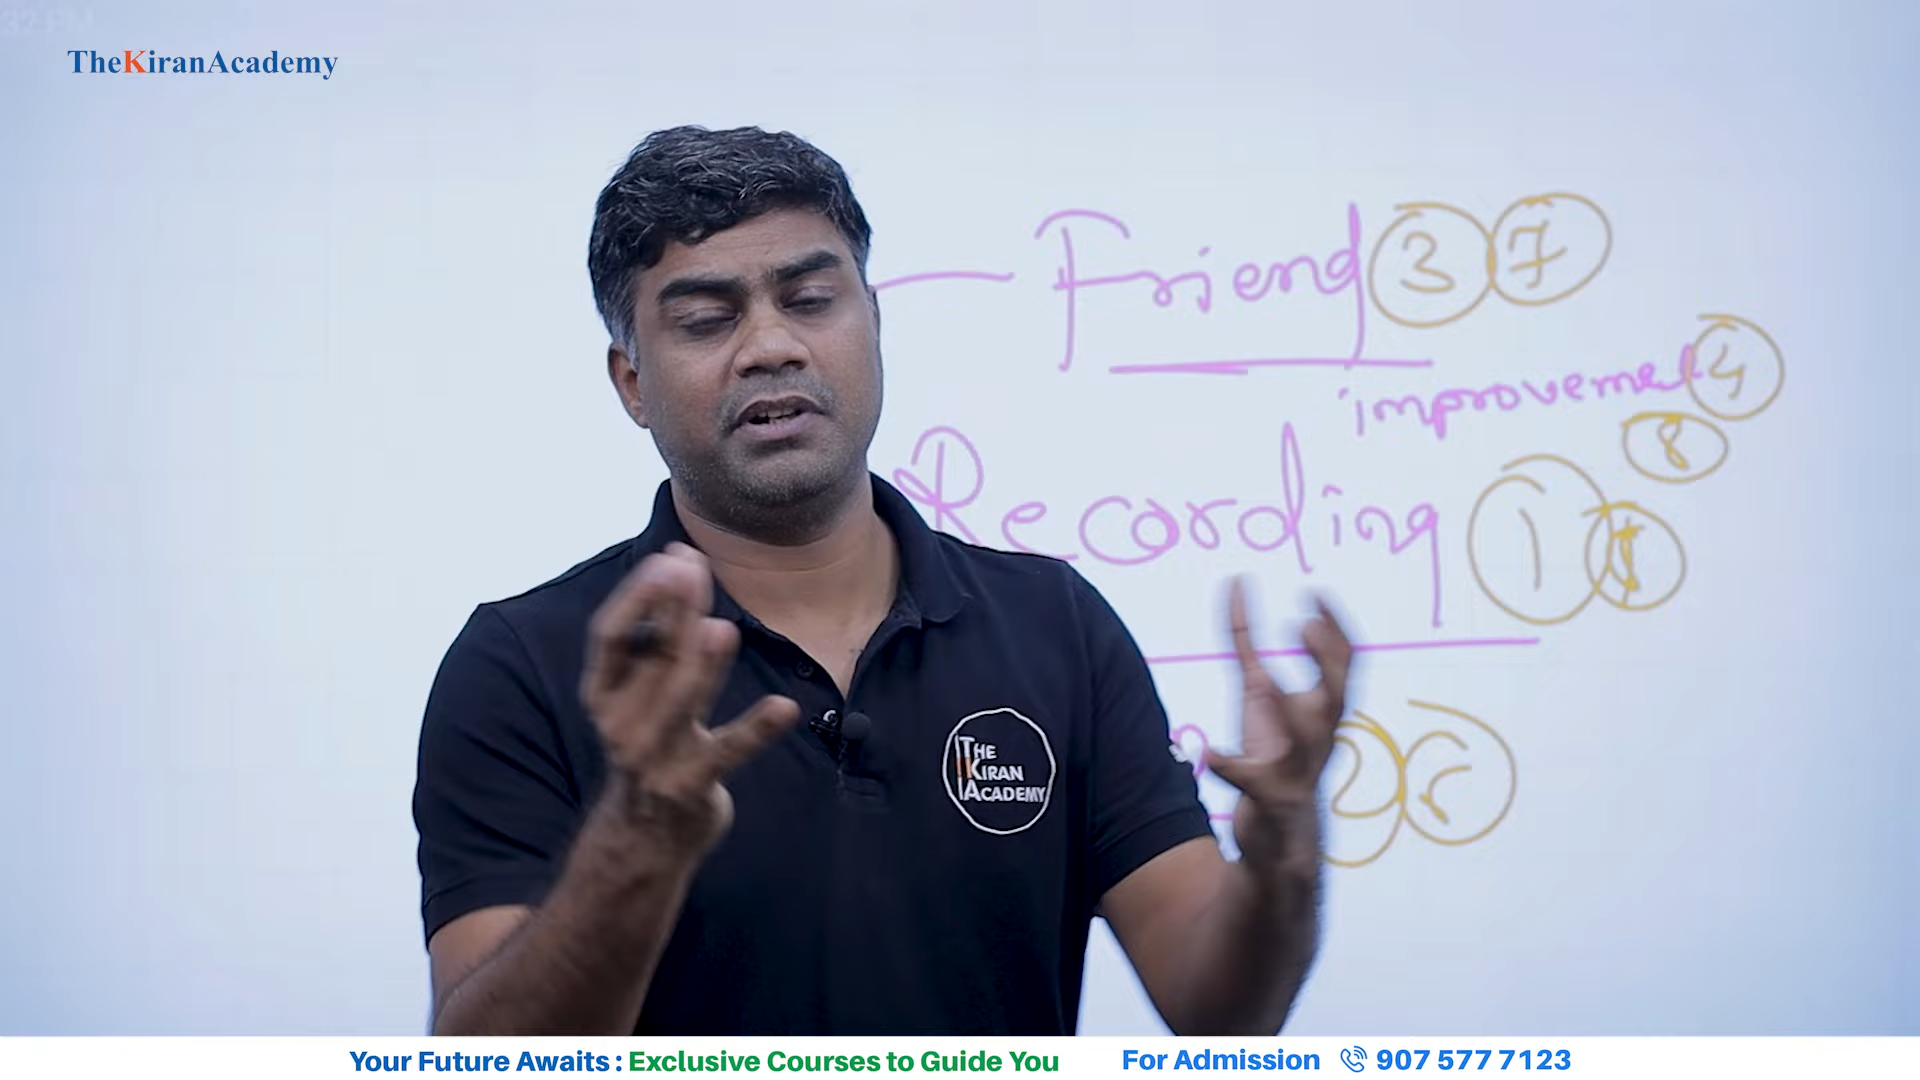 TheKiranAcademy
Friend 3 7
improvement 4
8
Recording 1
2
THE
KIRAN
ACADEMY
Your Future Awaits : Exclusive Courses to Guide You For Admission 907 577 7123